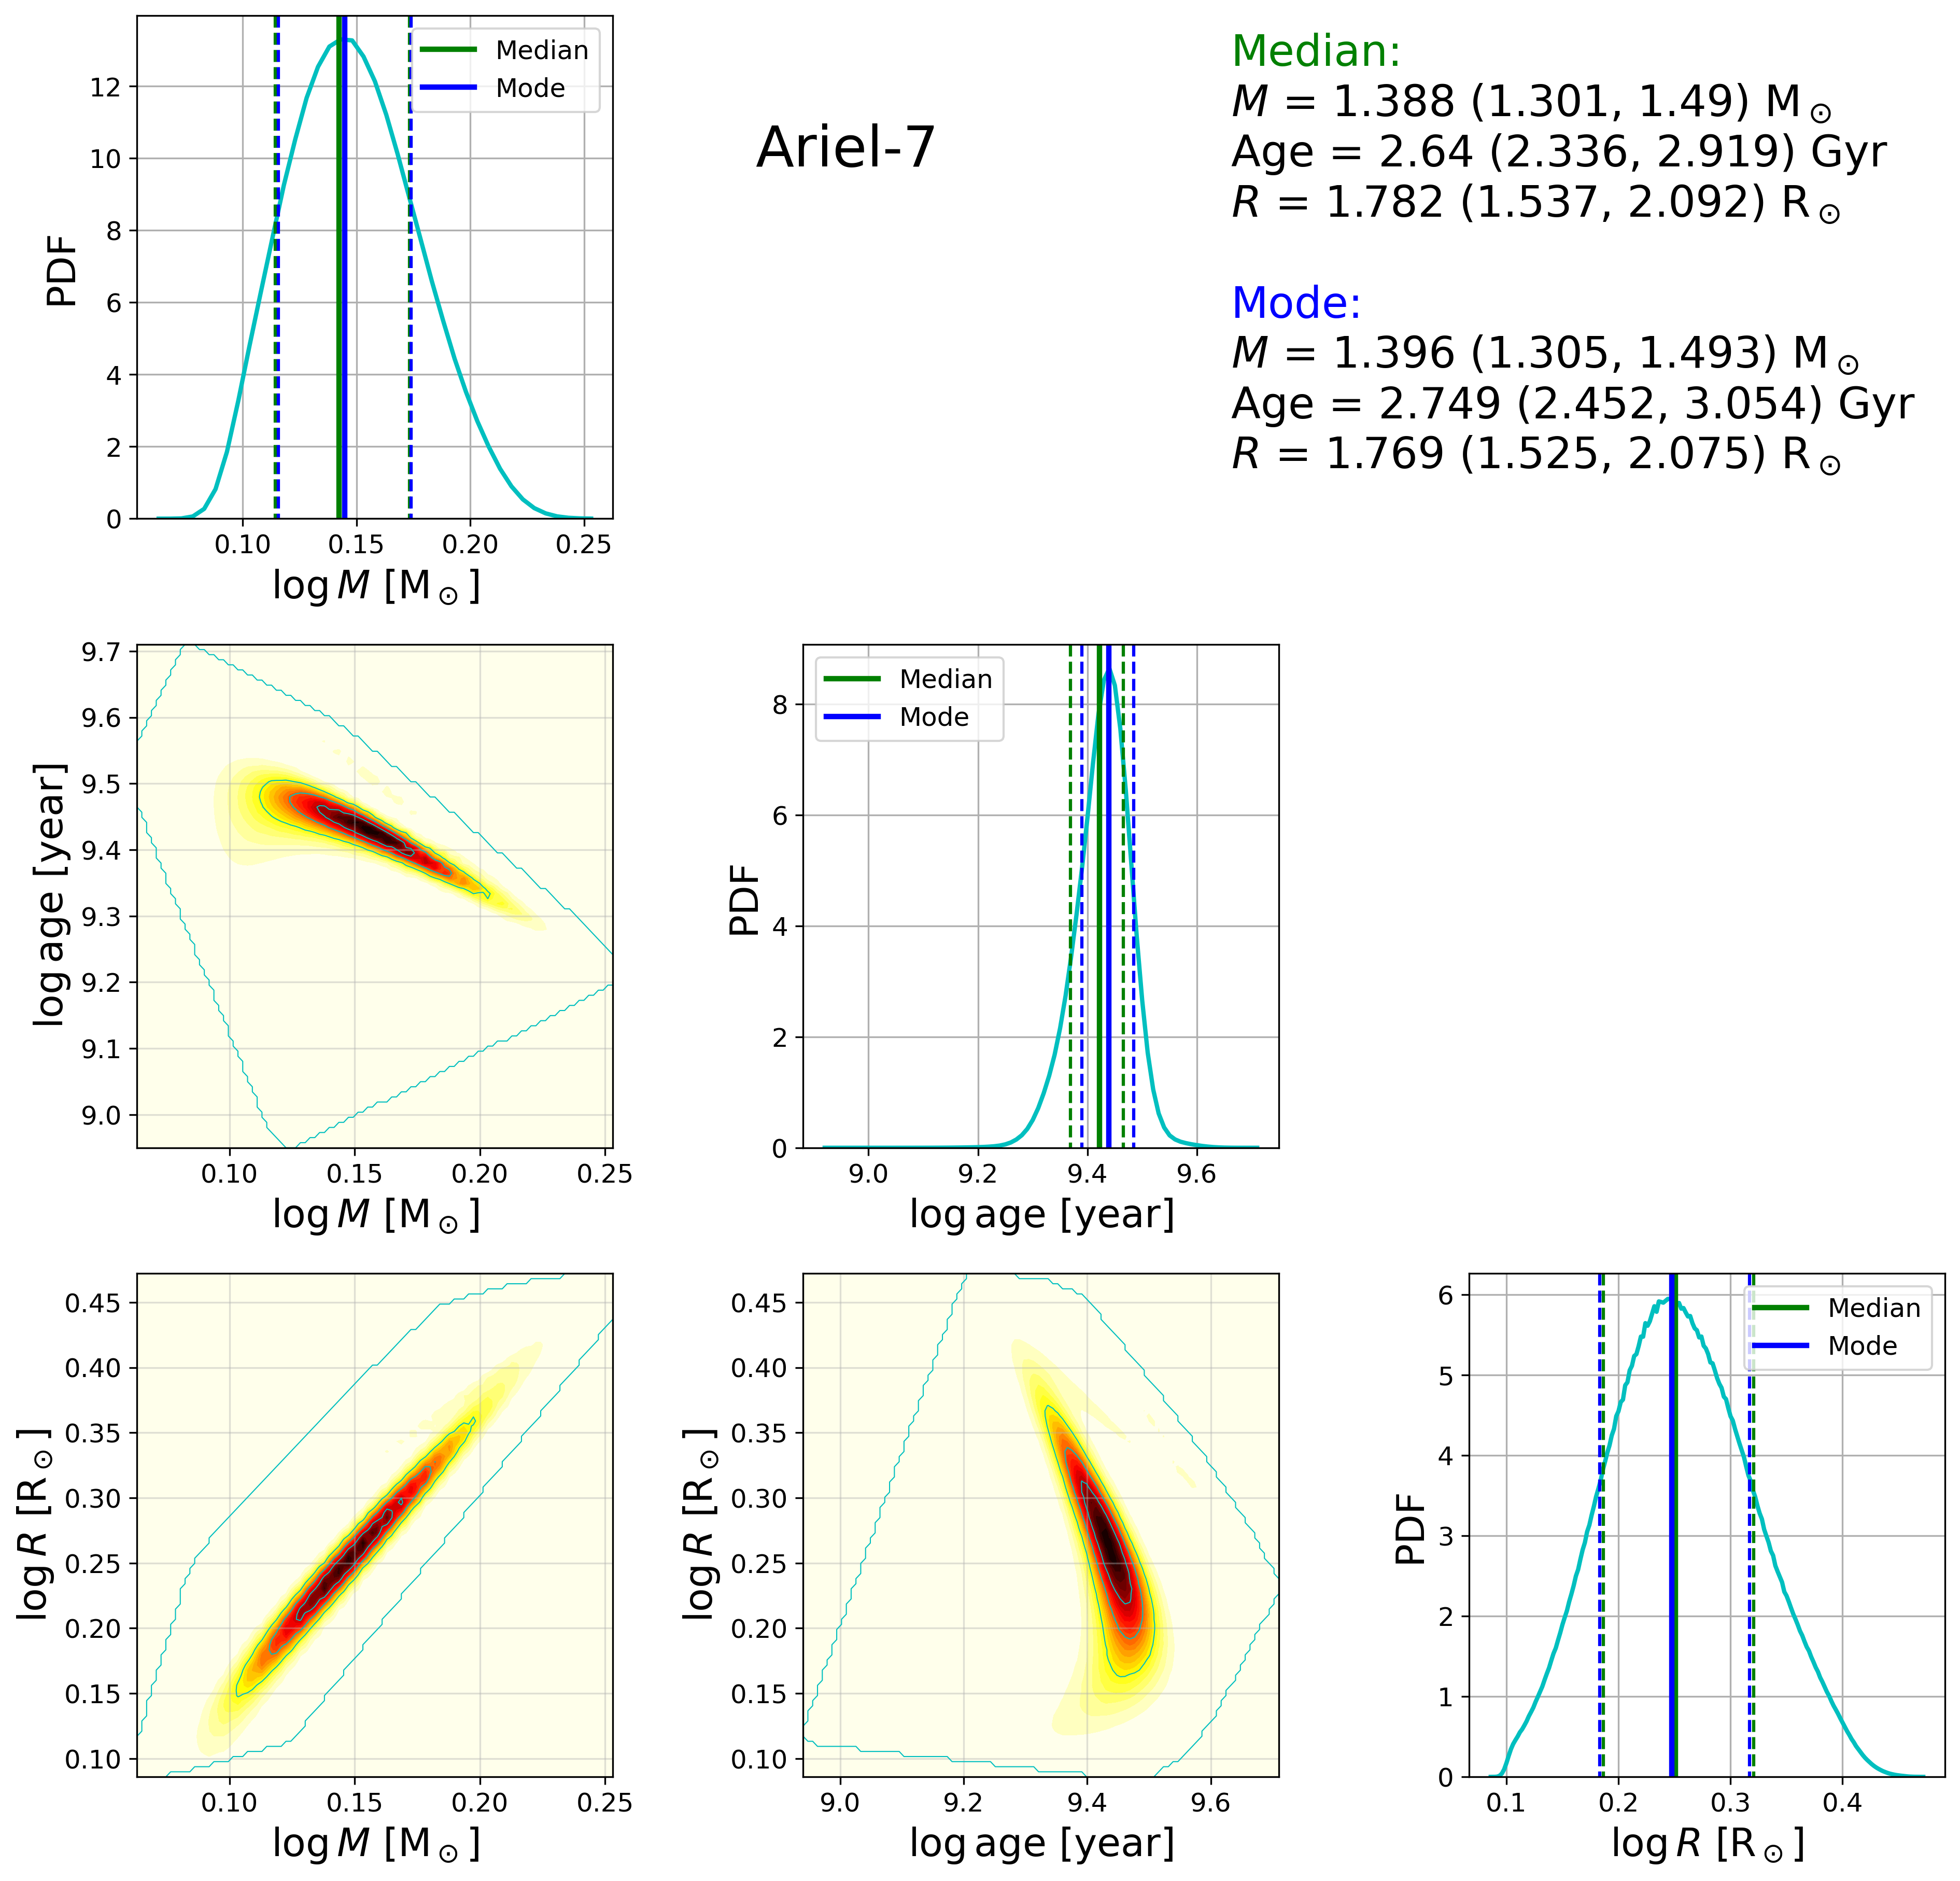 Ariel-7
Median:
M = 1.388 (1.301, 1.49) M⊙
Age = 2.64 (2.336, 2.919) Gyr
R = 1.782 (1.537, 2.092) R⊙
Mode:
M = 1.396 (1.305, 1.493) M⊙
Age = 2.749 (2.452, 3.054) Gyr
R = 1.769 (1.525, 2.075) R⊙
PDF
12
10
8
6
4
2
0
Median
Mode
0.10 0.15 0.20 0.25
log M [M⊙]
log age [year]
9.7
9.6
9.5
9.4
9.3
9.2
9.1
9.0
0.10 0.15 0.20 0.25
log M [M⊙]
PDF
8
6
4
2
0
Median
Mode
9.0 9.2 9.4 9.6
log age [year]
log R [R⊙]
0.45
0.40
0.35
0.30
0.25
0.20
0.15
0.10
0.10 0.15 0.20 0.25
log M [M⊙]
log R [R⊙]
0.45
0.40
0.35
0.30
0.25
0.20
0.15
0.10
9.0 9.2 9.4 9.6
log age [year]
PDF
6
5
4
3
2
1
0
Median
Mode
0.1 0.2 0.3 0.4
log R [R⊙]